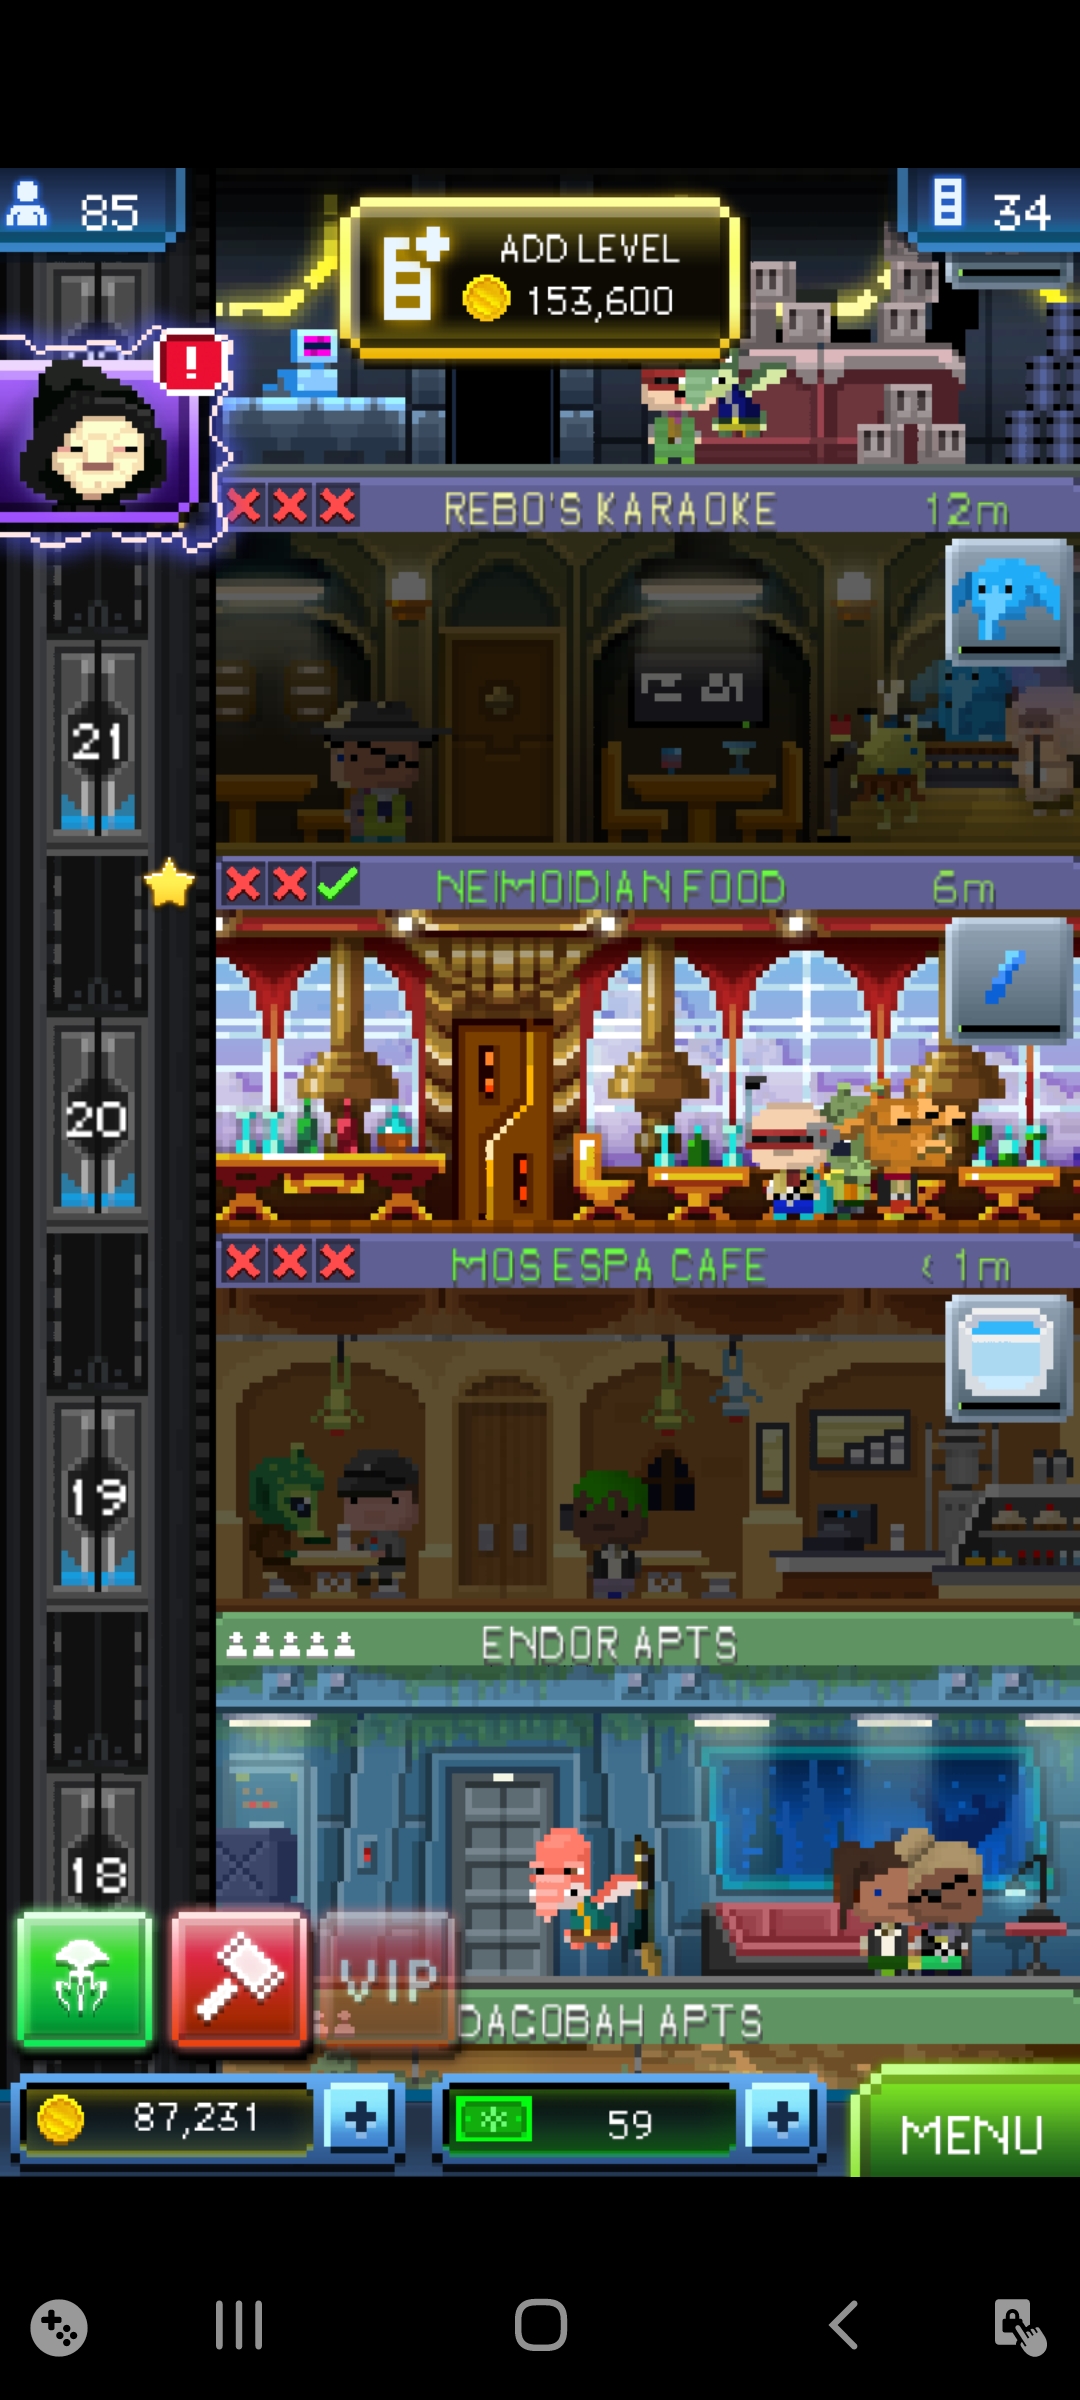 85
ADD LEVEL
153,600
34
!
REBO'S KARAOKE 12m
21
NEIMOIDIAN FOOD 6m
20
MOS ESPA CAFE < 1m
19
ENDOR APTS
18
VIP
DAGOBAH APTS
87,231
59
MENU